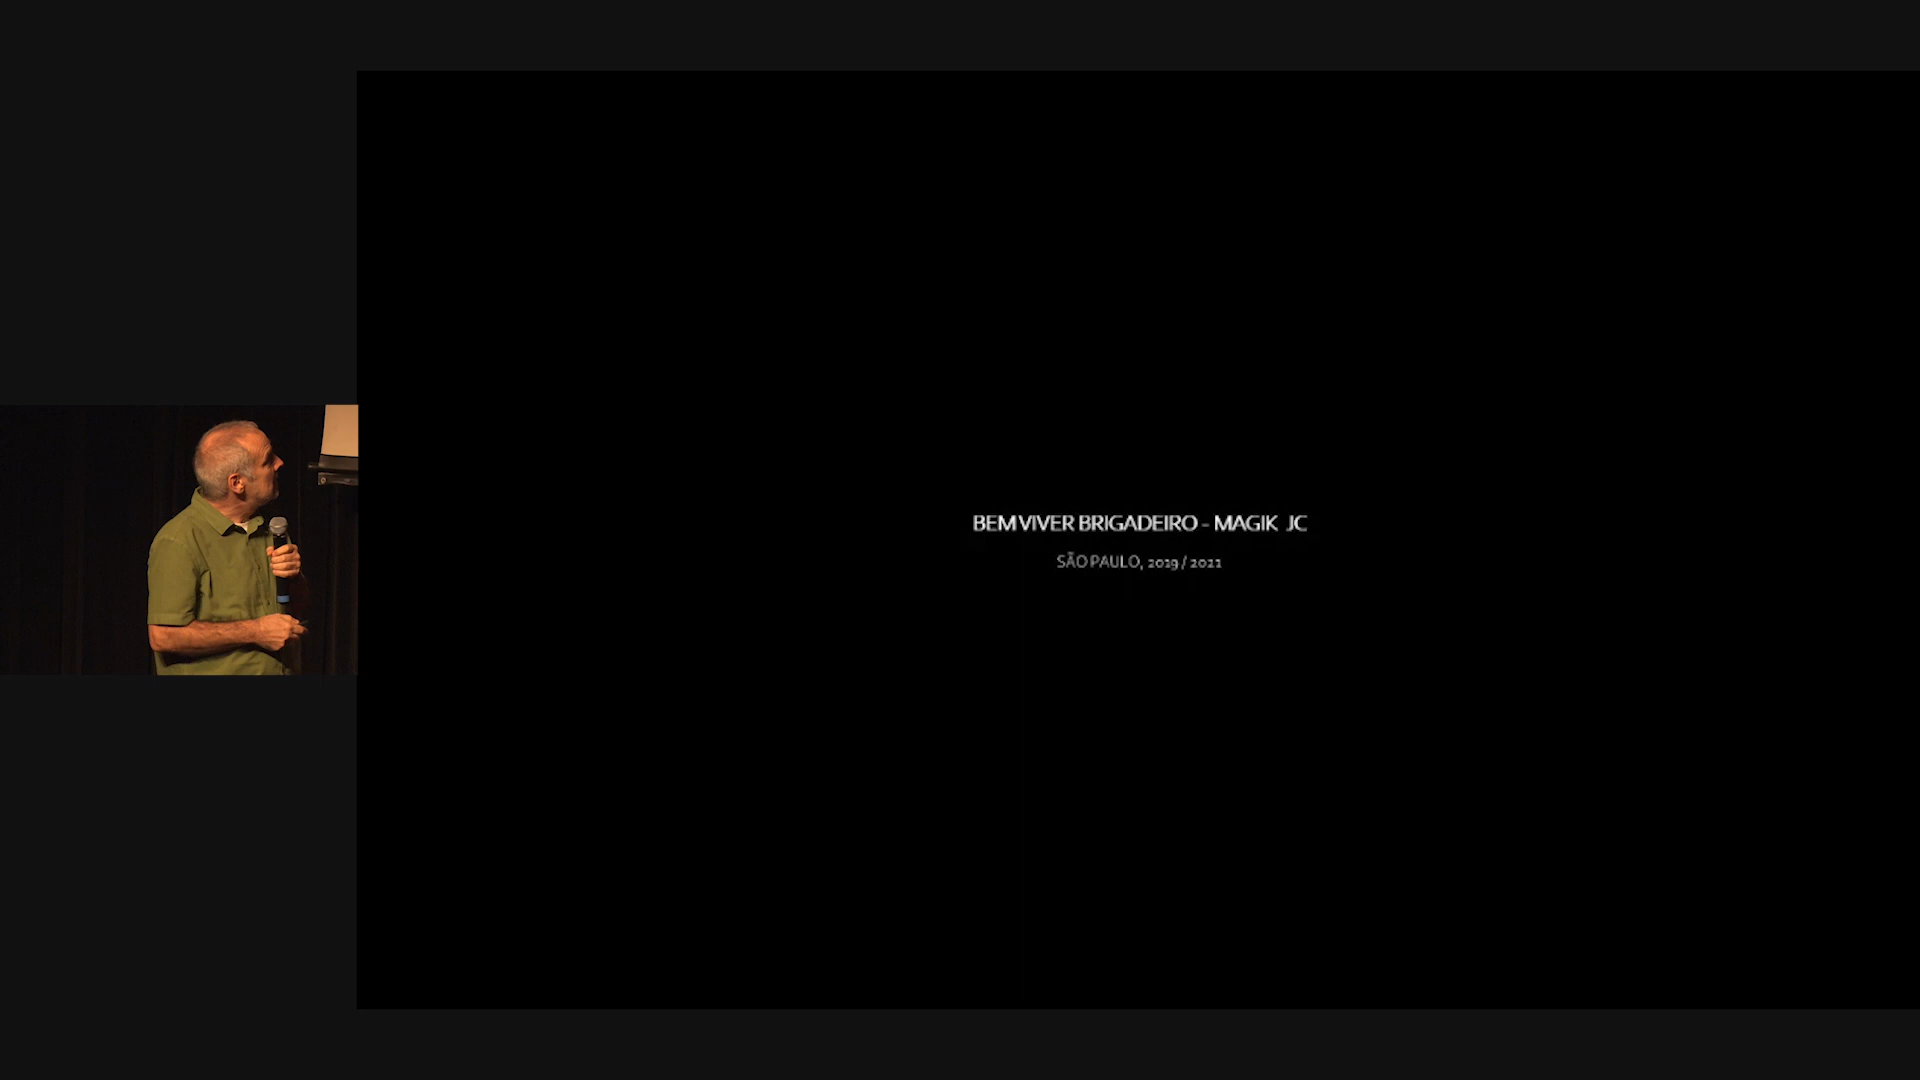 BEM VIVER BRIGADEIRO - MAGIK JC
SÃO PAULO, 2019 / 2021